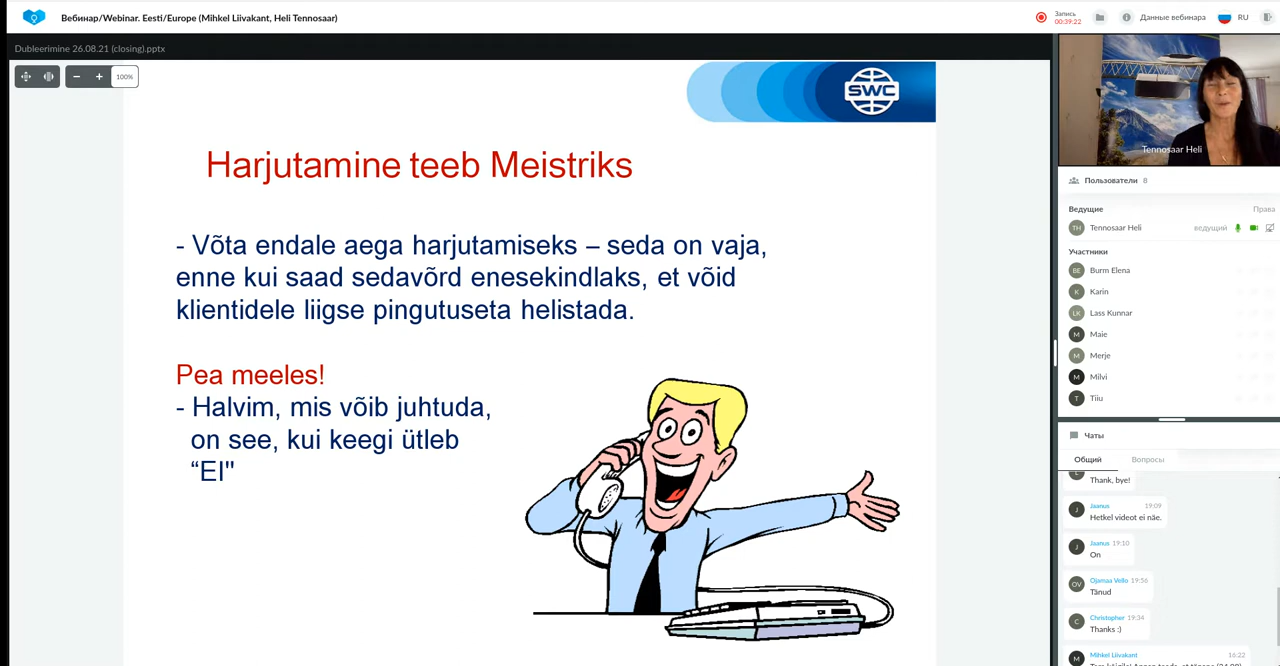 Вебинар/Webinar. Eesti/Europe (Mihkel Liivakant, Heli Tennosaar)
Запись
00:39:22
Данные вебинара
RU
Dubleerimine 26.08.21 (closing).pptx
100%
SWC
Harjutamine teeb Meistriks
- Võta endale aega harjutamiseks – seda on vaja,
enne kui saad sedavõrd enesekindlaks, et võid
klientidele liigse pingutuseta helistada.
Pea meeles!
- Halvim, mis võib juhtuda,
on see, kui keegi ütleb
“EI"
Tennosaar Heli
Пользователи 8
Ведущие Права
TH Tennosaar Heli ведущий
Участники
BE Burm Elena
K Karin
LK Lass Kunnar
M Maie
M Merje
M Milvi
T Tiiu
Чаты
Общий Вопросы
Thank, bye!
J Jaanus 19:09
Hetkel videot ei näe.
J Jaanus 19:10
On
OV Ojamaa Vello 19:56
Tänud
C Christopher 19:34
Thanks :)
M Mihkel Liivakant 16:22